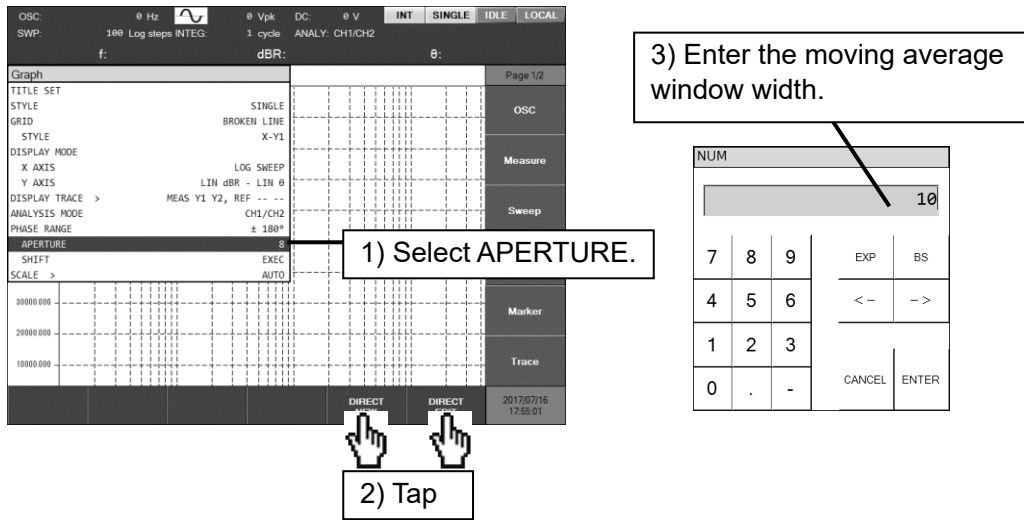 OSC: 0 Hz 0 Vpk DC: 0 V INT SINGLE IDLE LOCAL
SWP: 100 Log steps INTEG: 1 cycle ANALY: CH1/CH2
f: dBR: θ:
Graph
TITLE SET
STYLE SINGLE
GRID BROKEN LINE
STYLE X-Y1
DISPLAY MODE
X AXIS LOG SWEEP
Y AXIS LIN dBR - LIN θ
DISPLAY TRACE > MEAS Y1 Y2, REF -- --
ANALYSIS MODE CH1/CH2
PHASE RANGE ± 180°
APERTURE 8
SHIFT EXEC
SCALE > AUTO
30000.000
20000.000
10000.000
Page 1/2
OSC
Measure
Sweep
Marker
Trace
DIRECT
NEW
DIRECT
EDIT
2017/07/16
17:55:01
1) Select APERTURE.
2) Tap
3) Enter the moving average
window width.
NUM
10
7 8 9 EXP BS
4 5 6 <- ->
1 2 3
0 . - CANCEL ENTER